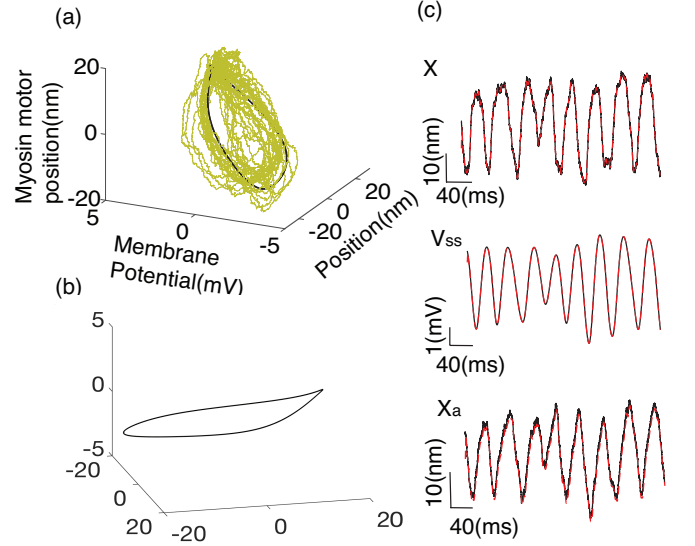 (a)
Myosin motor
position(nm)
20
0
-20
5
0
-5
Membrane
Potential(mV)
-20
0
20
Position(nm)
(b)
5
0
-5
-20
0
20
-20
0
20
(c)
X
10(nm)
40(ms)
Vss
1(mV)
40(ms)
Xa
10(nm)
40(ms)